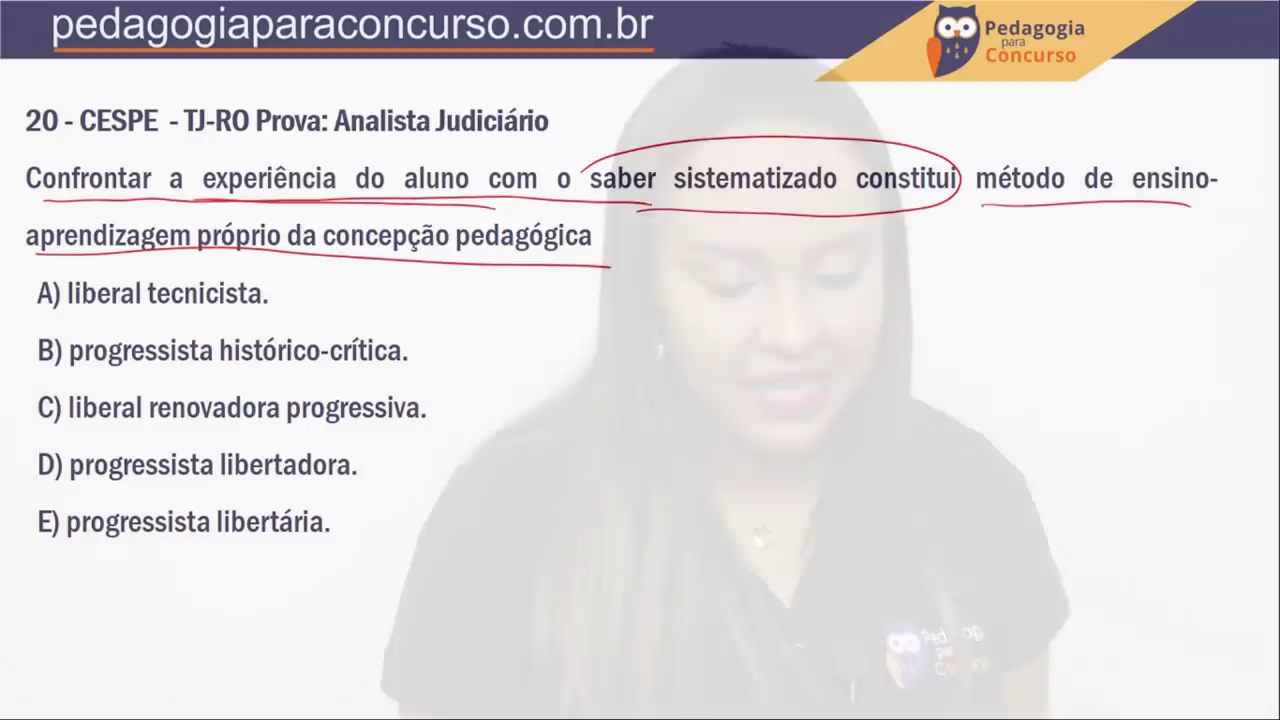 pedagogiaparaconcurso.com.br
Pedagogia
para
Concurso
20 - CESPE - TJ-RO Prova: Analista Judiciário
Confrontar a experiência do aluno com o saber sistematizado constitui método de ensino-
aprendizagem próprio da concepção pedagógica
A) liberal tecnicista.
B) progressista histórico-crítica.
C) liberal renovadora progressiva.
D) progressista libertadora.
E) progressista libertária.